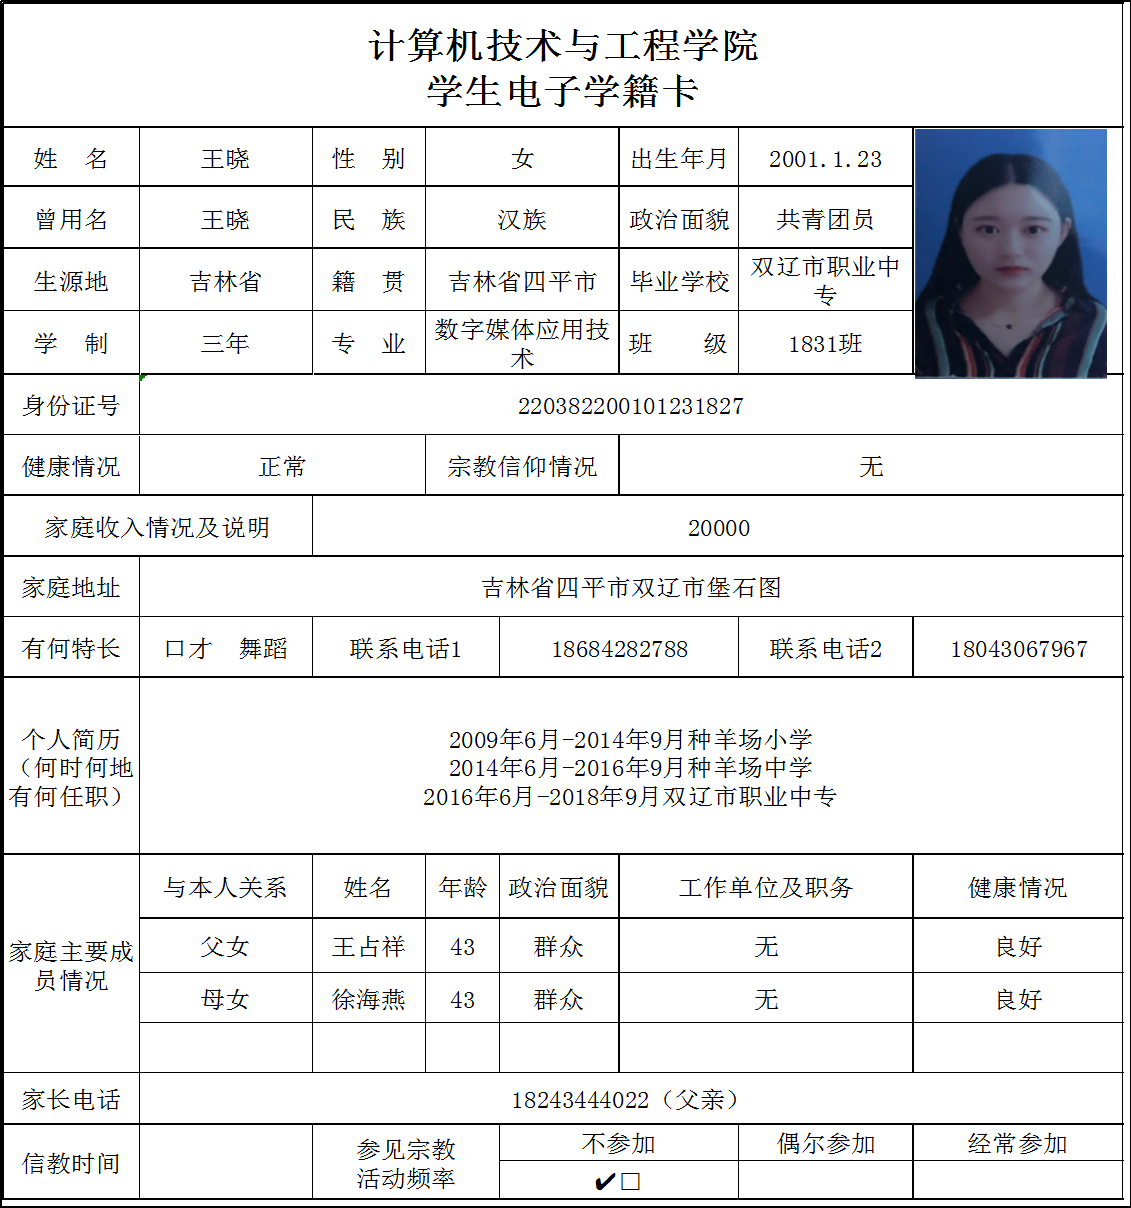 计算机技术与工程学院
学生电子学籍卡
姓 名 王晓 性 别 女 出生年月 2001.1.23
曾用名 王晓 民 族 汉族 政治面貌 共青团员
生源地 吉林省 籍 贯 吉林省四平市 毕业学校 双辽市职业中专
学 制 三年 专 业 数字媒体应用技术 班 级 1831班
身份证号 220382200101231827
健康情况 正常 宗教信仰情况 无
家庭收入情况及说明 20000
家庭地址 吉林省四平市双辽市堡石图
有何特长 口才 舞蹈 联系电话1 18684282788 联系电话2 18043067967
个人简历
（何时何地
有何任职）
2009年6月-2014年9月种羊场小学
2014年6月-2016年9月种羊场中学
2016年6月-2018年9月双辽市职业中专
家庭主要成
员情况
与本人关系 姓名 年龄 政治面貌 工作单位及职务 健康情况
父女 王占祥 43 群众 无 良好
母女 徐海燕 43 群众 无 良好
家长电话 18243444022（父亲）
信教时间
参见宗教
活动频率
不参加 偶尔参加 经常参加
✔□